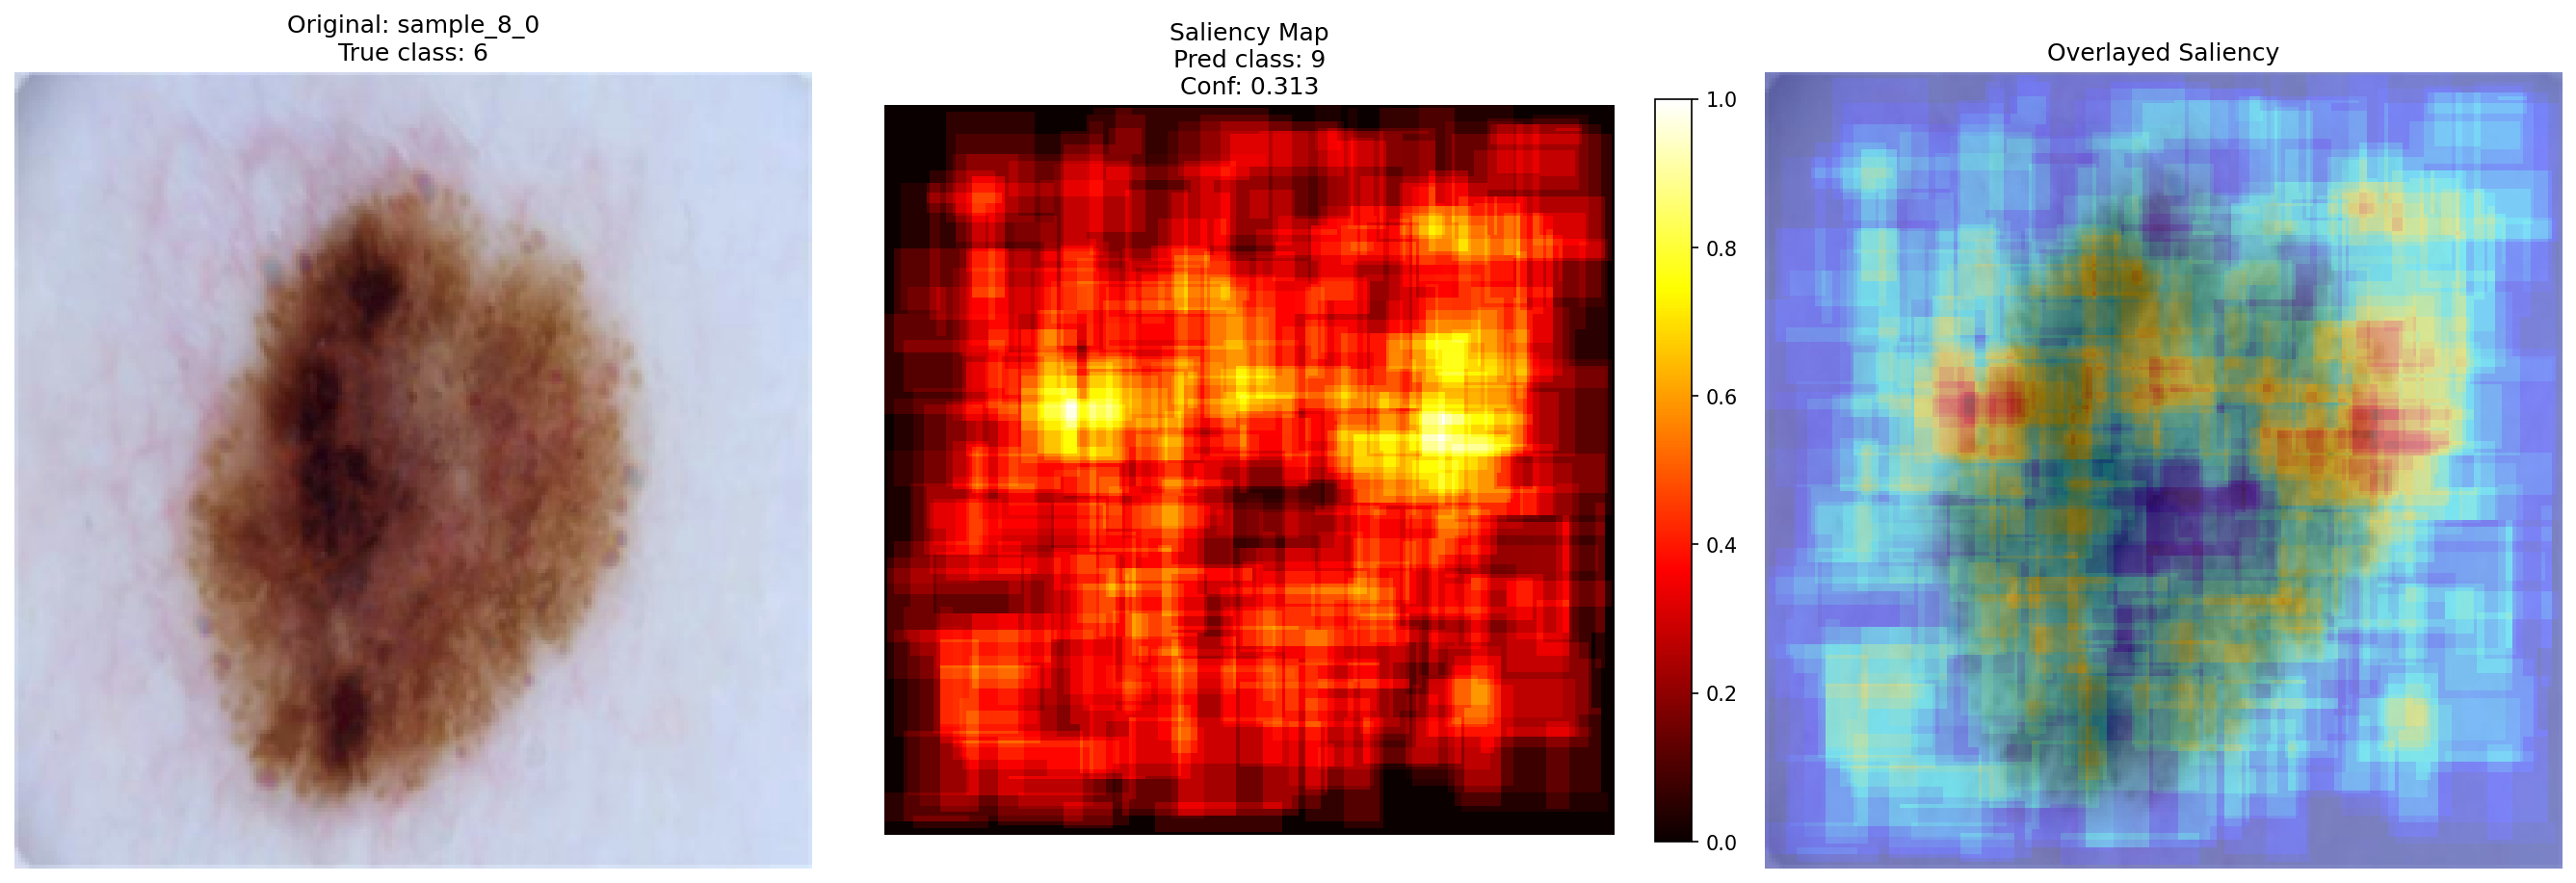 Original: sample_8_0
True class: 6
Saliency Map
Pred class: 9
Conf: 0.313
1.0
0.8
0.6
0.4
0.2
0.0
Overlayed Saliency